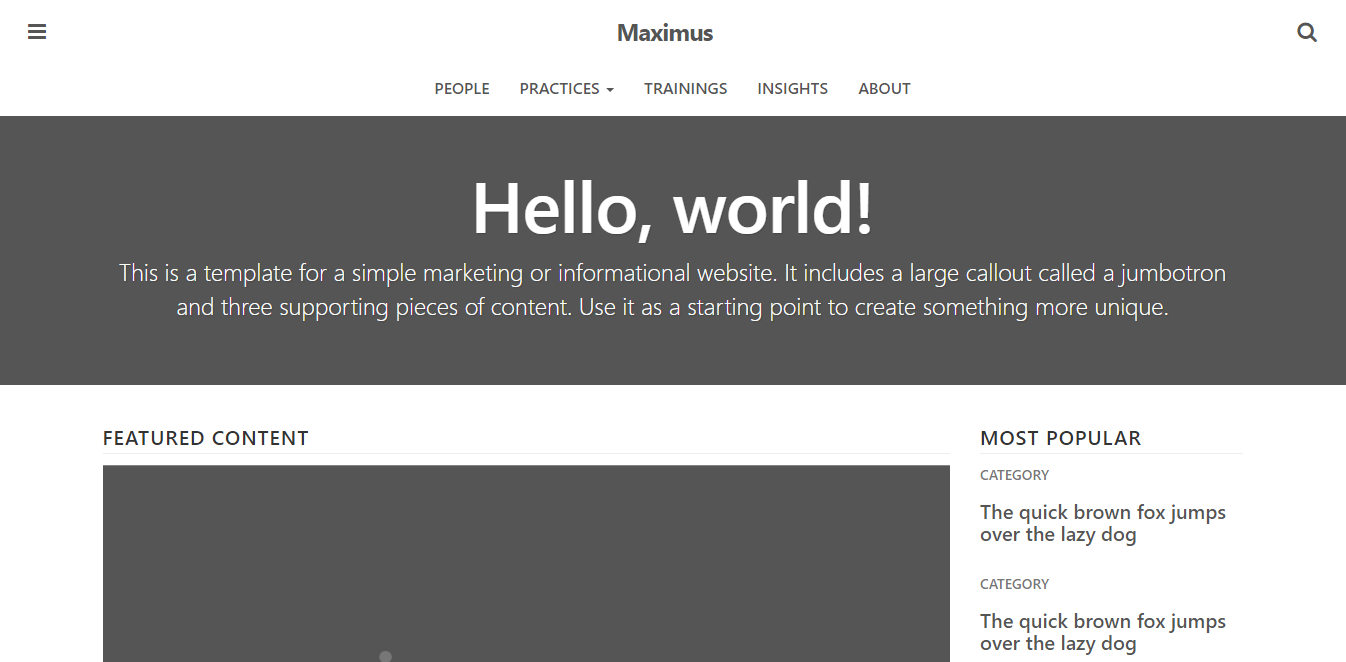 Maximus
PEOPLE PRACTICES TRAININGS INSIGHTS ABOUT
Hello, world!
This is a template for a simple marketing or informational website. It includes a large callout called a jumbotron
and three supporting pieces of content. Use it as a starting point to create something more unique.
FEATURED CONTENT
MOST POPULAR
CATEGORY
The quick brown fox jumps
over the lazy dog
CATEGORY
The quick brown fox jumps
over the lazy dog